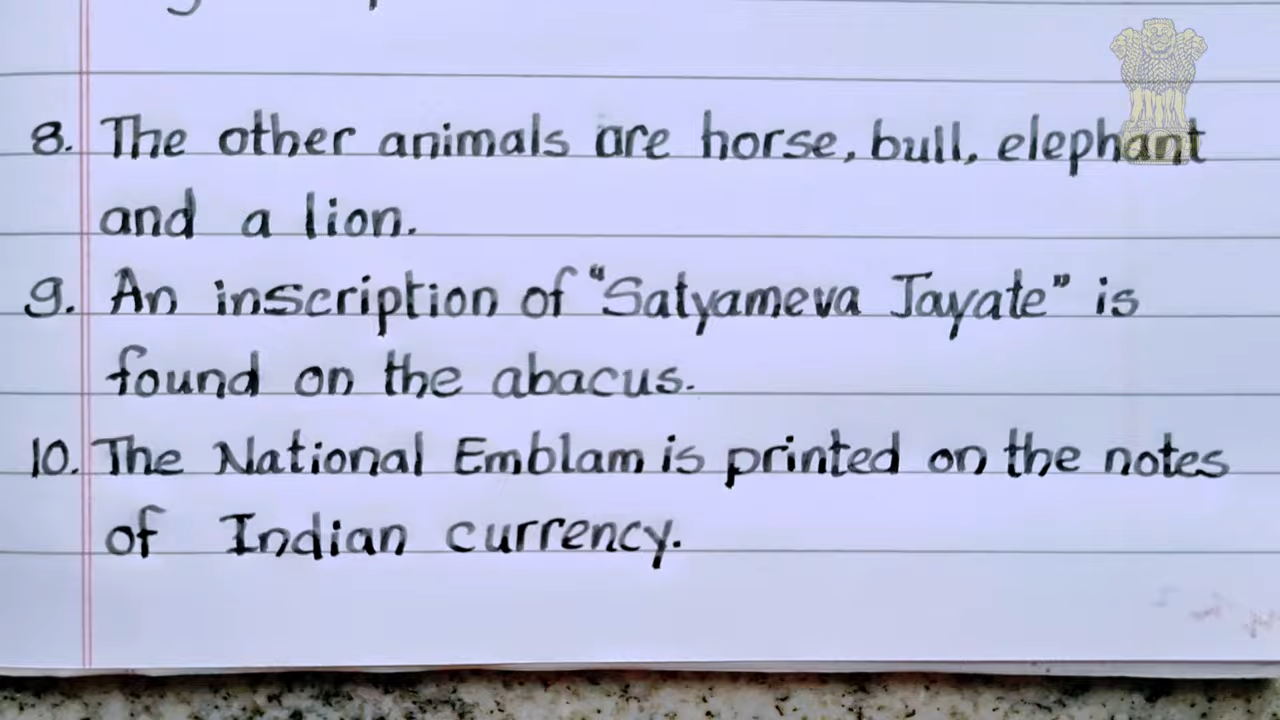 8. The other animals are horse, bull, elephant
and a lion.
9. An inscription of "Satyameva Jayate" is
found on the abacus.
10. The National Emblam is printed on the notes
of Indian currency.